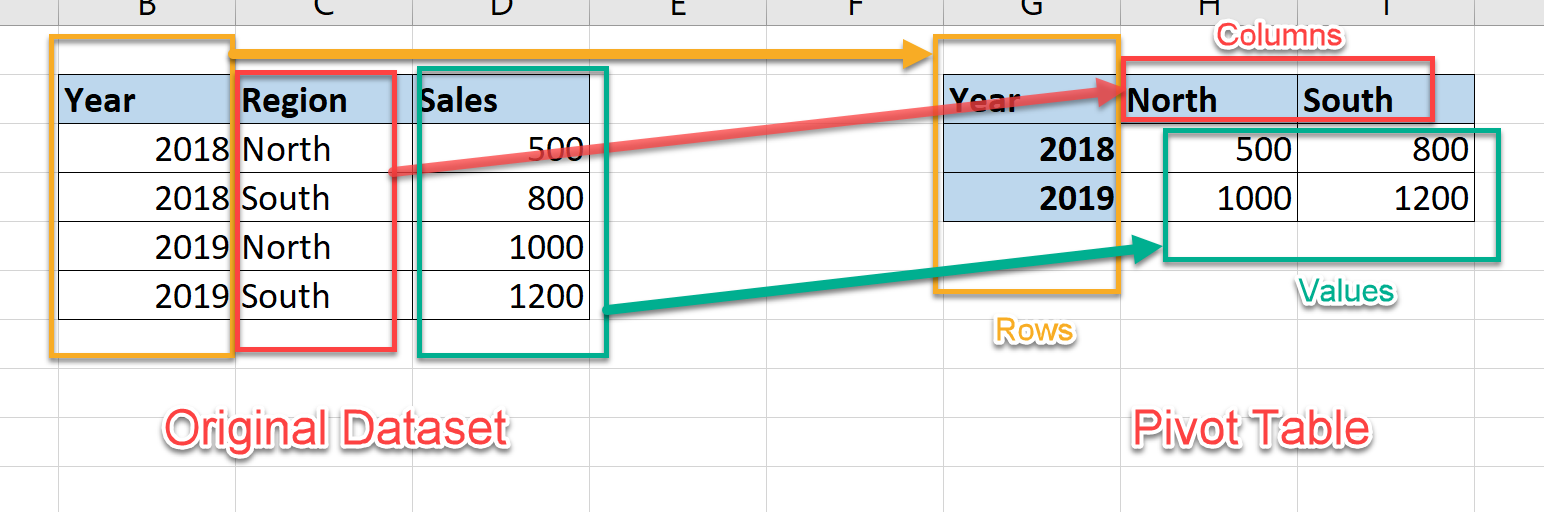 B C D E F G H I
Columns
Year Region Sales Year North South
2018 North 500 2018 500 800
2018 South 800 2019 1000 1200
2019 North 1000
2019 South 1200
Values
Rows
Original Dataset Pivot Table